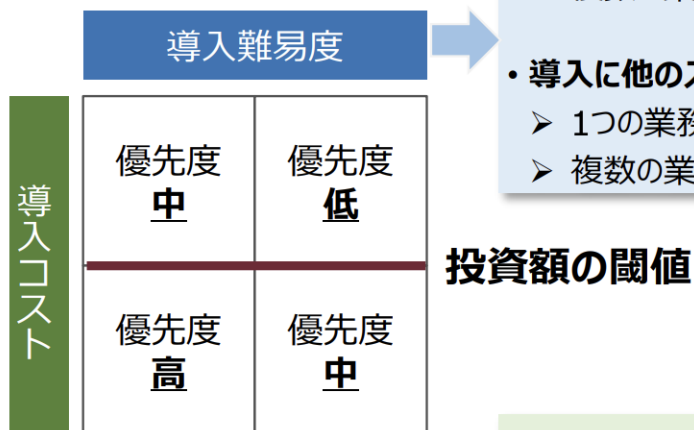 導入難易度
・導入に他の
➢ 1つの業務
➢ 複数の業
導入コスト
優先度
中
優先度
低
投資額の閾値
優先度
高
優先度
中